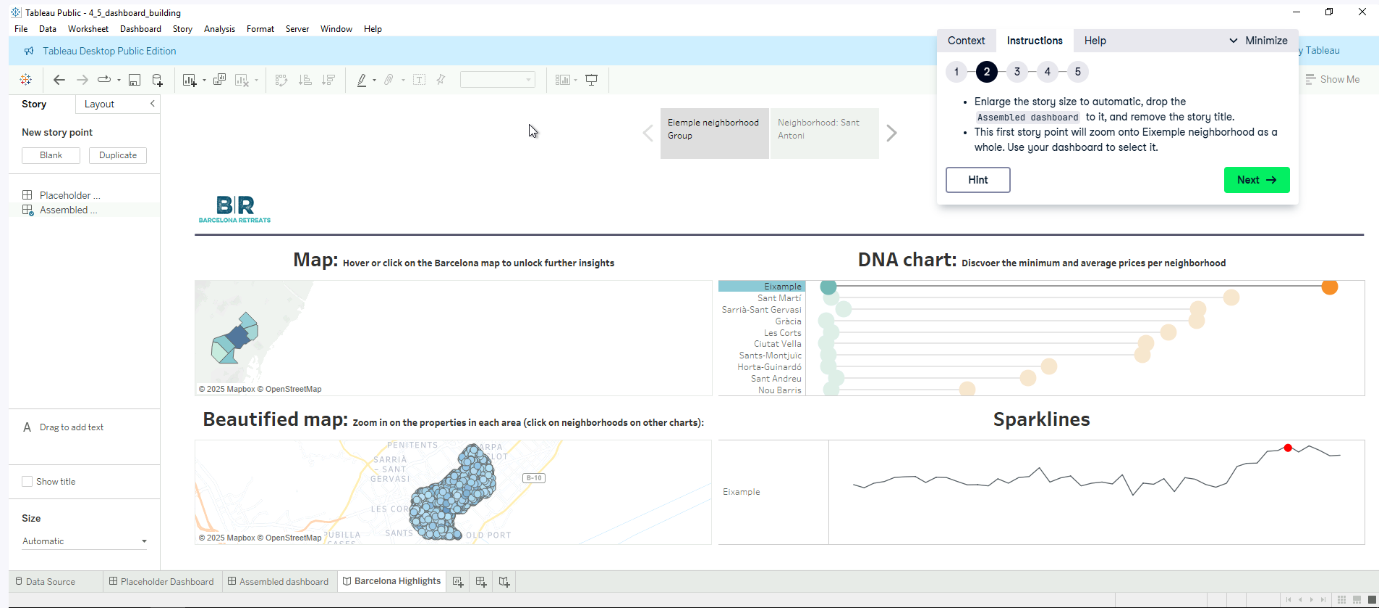 Tableau Public - 4_5_dashboard_building
File Data Worksheet Dashboard Story Analysis Format Server Window Help
Tableau Desktop Public Edition
y Tableau
Context Instructions Help Minimize
Show Me
1 2 3 4 5
Enlarge the story size to automatic, drop the
Assembled dashboard to it, and remove the story title.
This first story point will zoom onto Eixemple neighborhood as a
whole. Use your dashboard to select it.
Hint
Next →
Story Layout
New story point
Blank Duplicate
Placeholder ...
Assembled ...
Drag to add text
Show title
Size
Automatic
Eiemple neighborhood
Group
Neighborhood: Sant
Antoni
B|R
BARCELONA RETREATS
Map: Hover or click on the Barcelona map to unlock further insights
© 2025 Mapbox © OpenStreetMap
DNA chart: Discvoer the minimum and average prices per neighborhood
Eixample
Sant Martí
Sarrià-Sant Gervasi
Gràcia
Les Corts
Ciutat Vella
Sants-Montjuïc
Horta-Guinardó
Sant Andreu
Nou Barris
Beautified map: Zoom in on the properties in each area (click on neighborhoods on other charts):
PENITENTS
SARRIÀ
- SANT
GERVASI
B-10
LES COR
SANTS
OLD PORT
© 2025 Mapbox © OpenStreetMap
Sparklines
Eixample
Data Source Placeholder Dashboard Assembled dashboard Barcelona Highlights